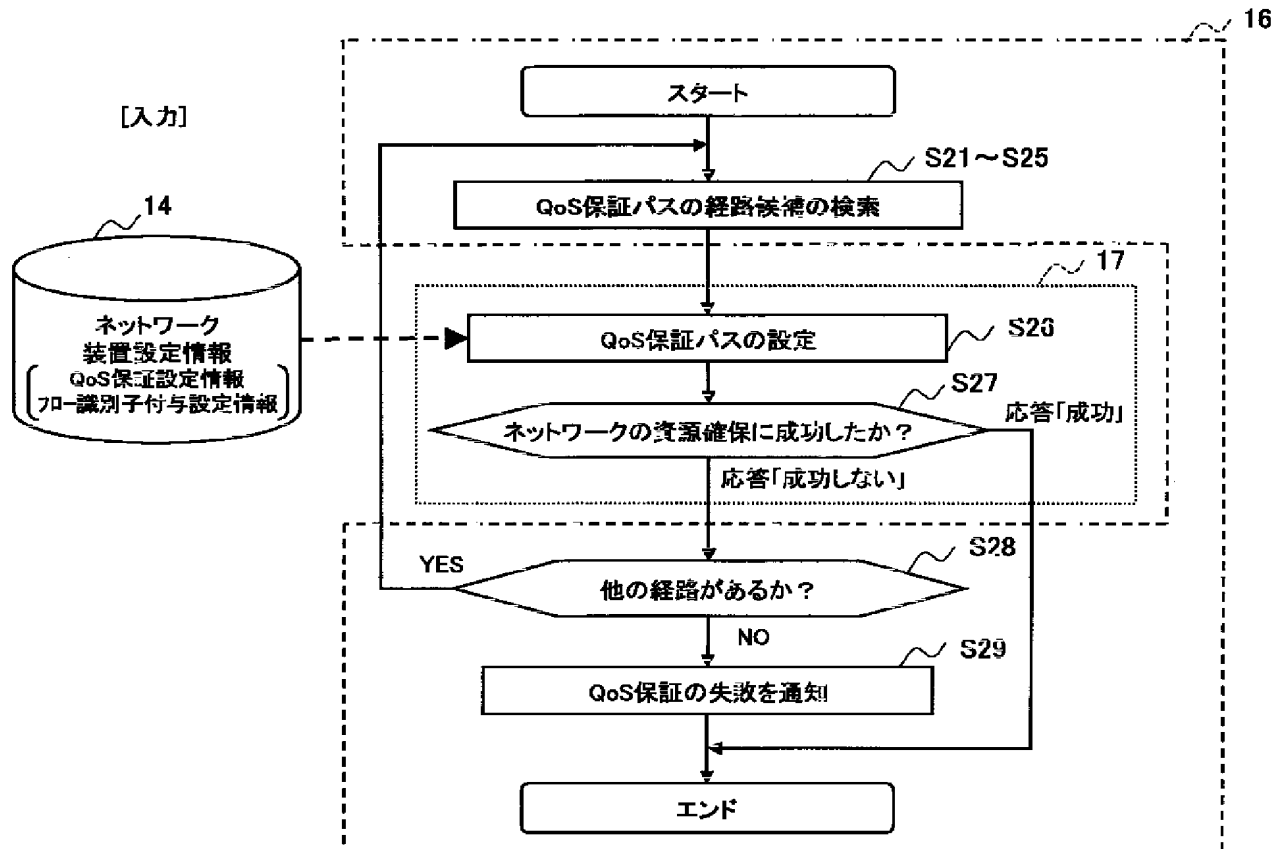 16
スタート
[入力]
S21～S25
QoS保証パスの経路候補の検索
14
17
ネットワーク
装置設定情報
QoS保証設定情報
フロー識別子付与設定情報
QoS保証パスの設定
S26
S27
応答「成功」
ネットワークの資源確保に成功したか？
応答「成功しない」
S28
YES
他の経路があるか？
NO
S29
QoS保証の失敗を通知
エンド